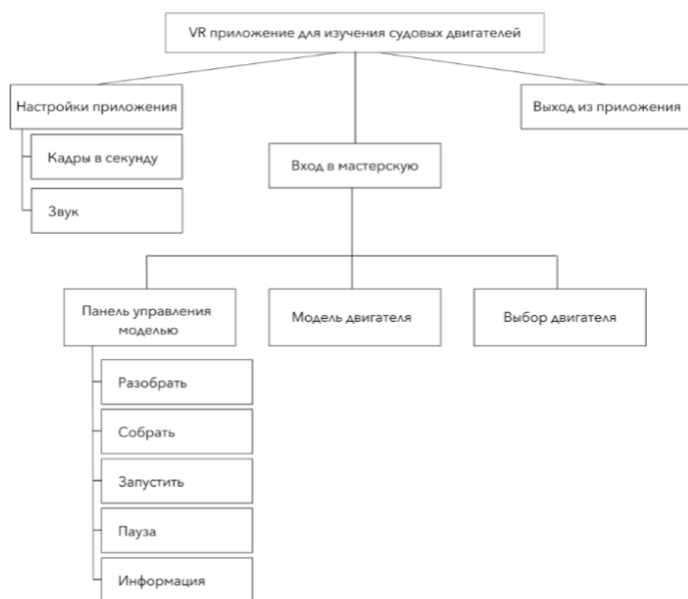 VR приложение для изучения судовых двигателей
Настройки приложения
Выход из приложения
Кадры в секунду
Вход в мастерскую
Звук
Панель управления
моделью
Модель двигателя
Выбор двигателя
Разобрать
Собрать
Запустить
Пауза
Информация